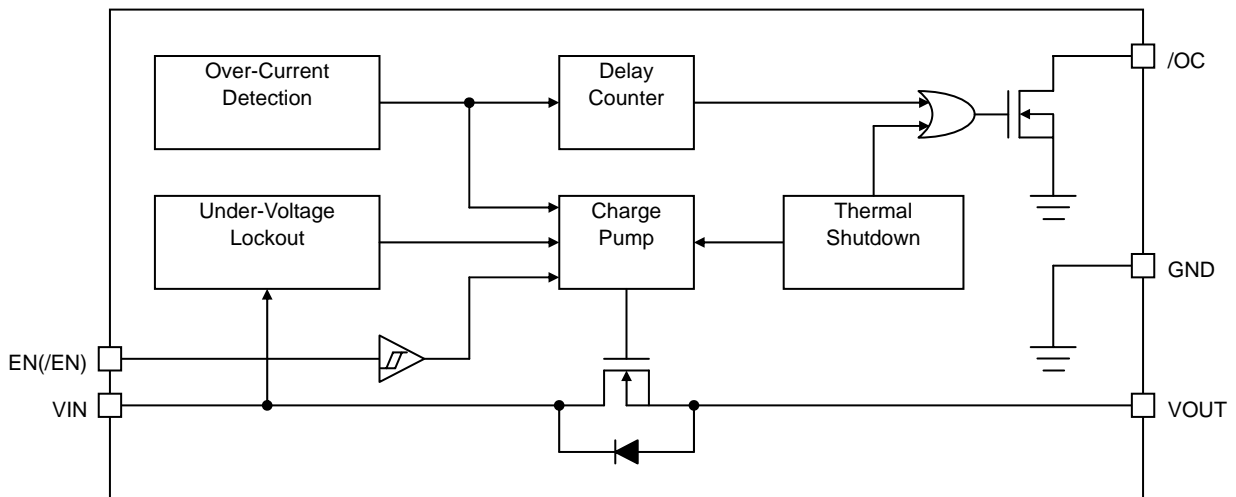 Over-Current
Detection
Delay
Counter
/OC
Under-Voltage
Lockout
Charge
Pump
Thermal
Shutdown
GND
EN(/EN)
VIN
VOUT